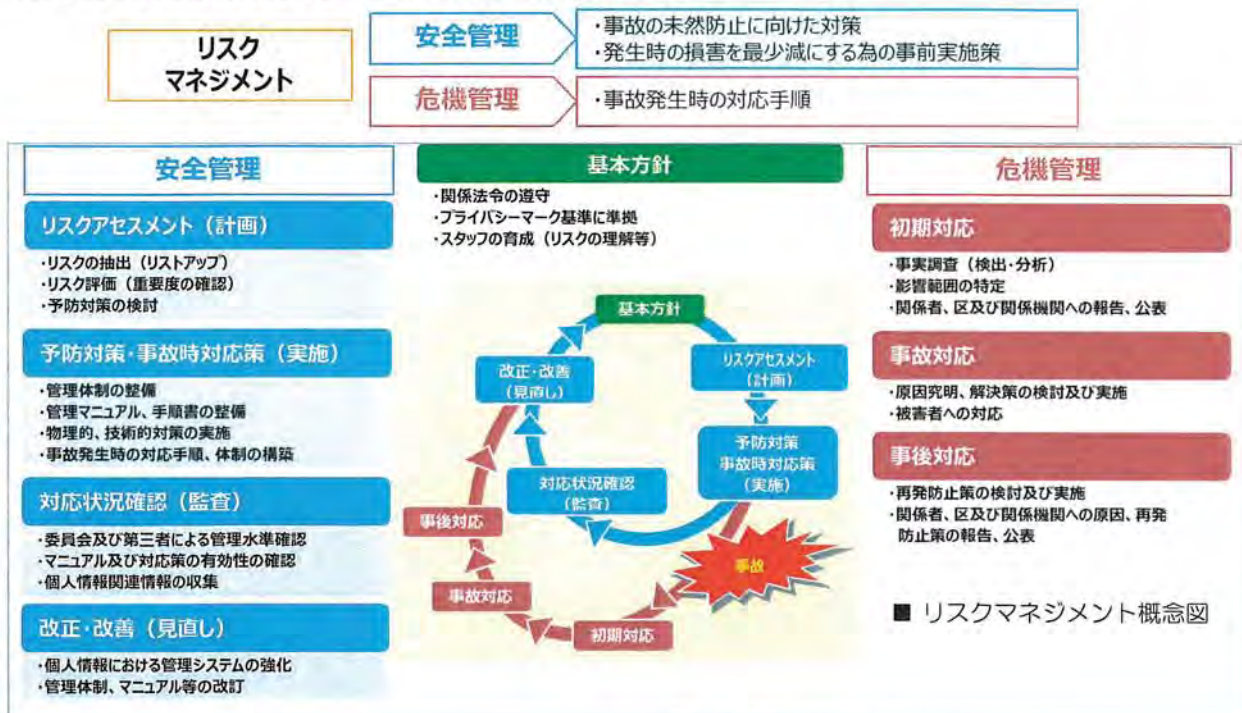 リスク
マネジメント
安全管理
・事故の未然防止に向けた対策
・発生時の損害を最少減にする為の事前実施策
危機管理
・事故発生時の対応手順
安全管理
リスクアセスメント（計画）
・リスクの抽出（リストアップ）
・リスク評価（重要度の確認）
・予防対策の検討
予防対策・事故時対応策（実施）
・管理体制の整備
・管理マニュアル、手順書の整備
・物理的、技術的対策の実施
・事故発生時の対応手順、体制の構築
対応状況確認（監査）
・委員会及び第三者による管理水準確認
・マニュアル及び対応策の有効性の確認
・個人情報関連情報の収集
改正・改善（見直し）
・個人情報における管理システムの強化
・管理体制、マニュアル等の改訂
基本方針
・関係法令の遵守
・プライバシーマーク基準に準拠
・スタッフの育成（リスクの理解等）
基本方針
リスクアセスメント
（計画）
予防対策
事故時対応策
（実施）
対応状況確認
（監査）
改正・改善
（見直し）
事故
初期対応
事故対応
事後対応
危機管理
初期対応
・事実調査（検出・分析）
・影響範囲の特定
・関係者、区及び関係機関への報告、公表
事故対応
・原因究明、解決策の検討及び実施
・被害者への対応
事後対応
・再発防止策の検討及び実施
・関係者、区及び関係機関への原因、再発
防止策の報告、公表
■ リスクマネジメント概念図